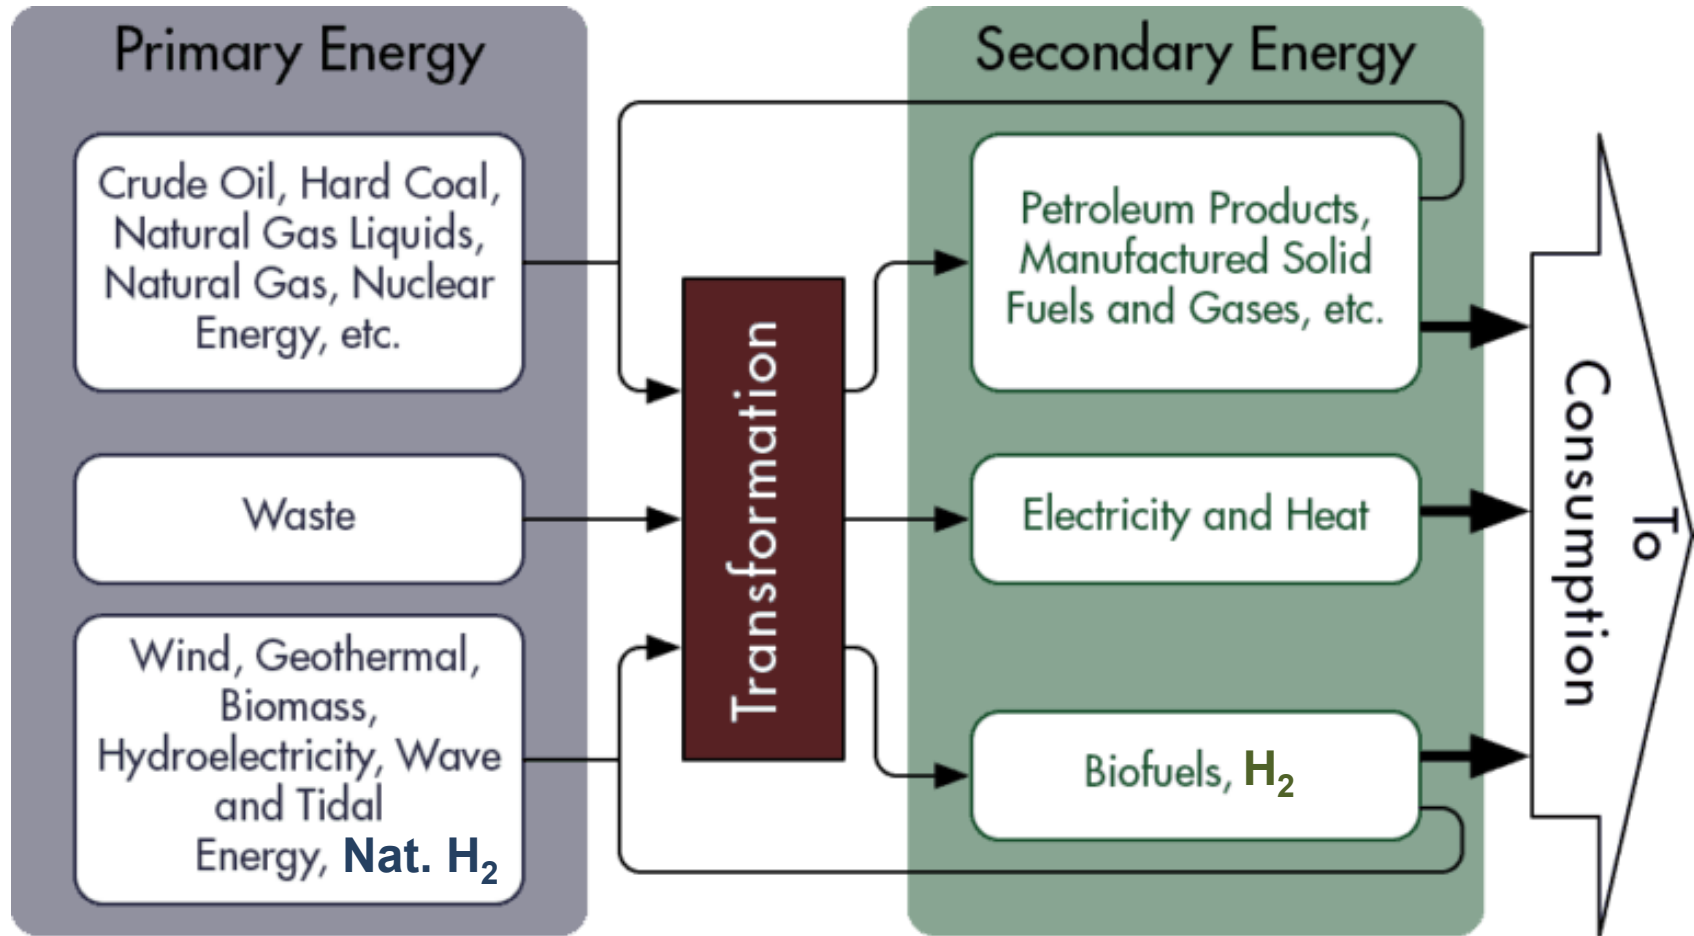 Primary Energy
Crude Oil, Hard Coal,
Natural Gas Liquids,
Natural Gas, Nuclear
Energy, etc.
Waste
Wind, Geothermal,
Biomass,
Hydroelectricity, Wave
and Tidal
Energy, Nat. H₂
Transformation
Secondary Energy
Petroleum Products,
Manufactured Solid
Fuels and Gases, etc.
Electricity and Heat
Biofuels, H₂
To
Consumption